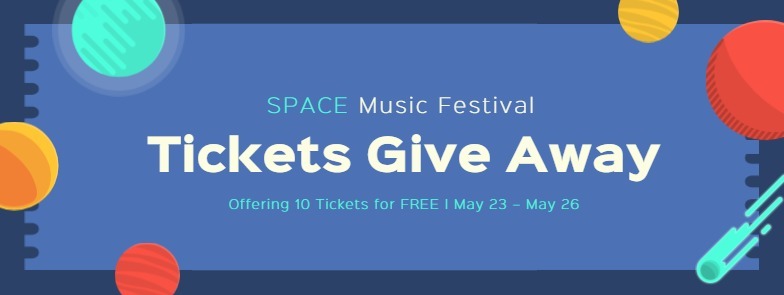 SPACE Music Festival
Tickets Give Away
Offering 10 Tickets for FREE | May 23 – May 26